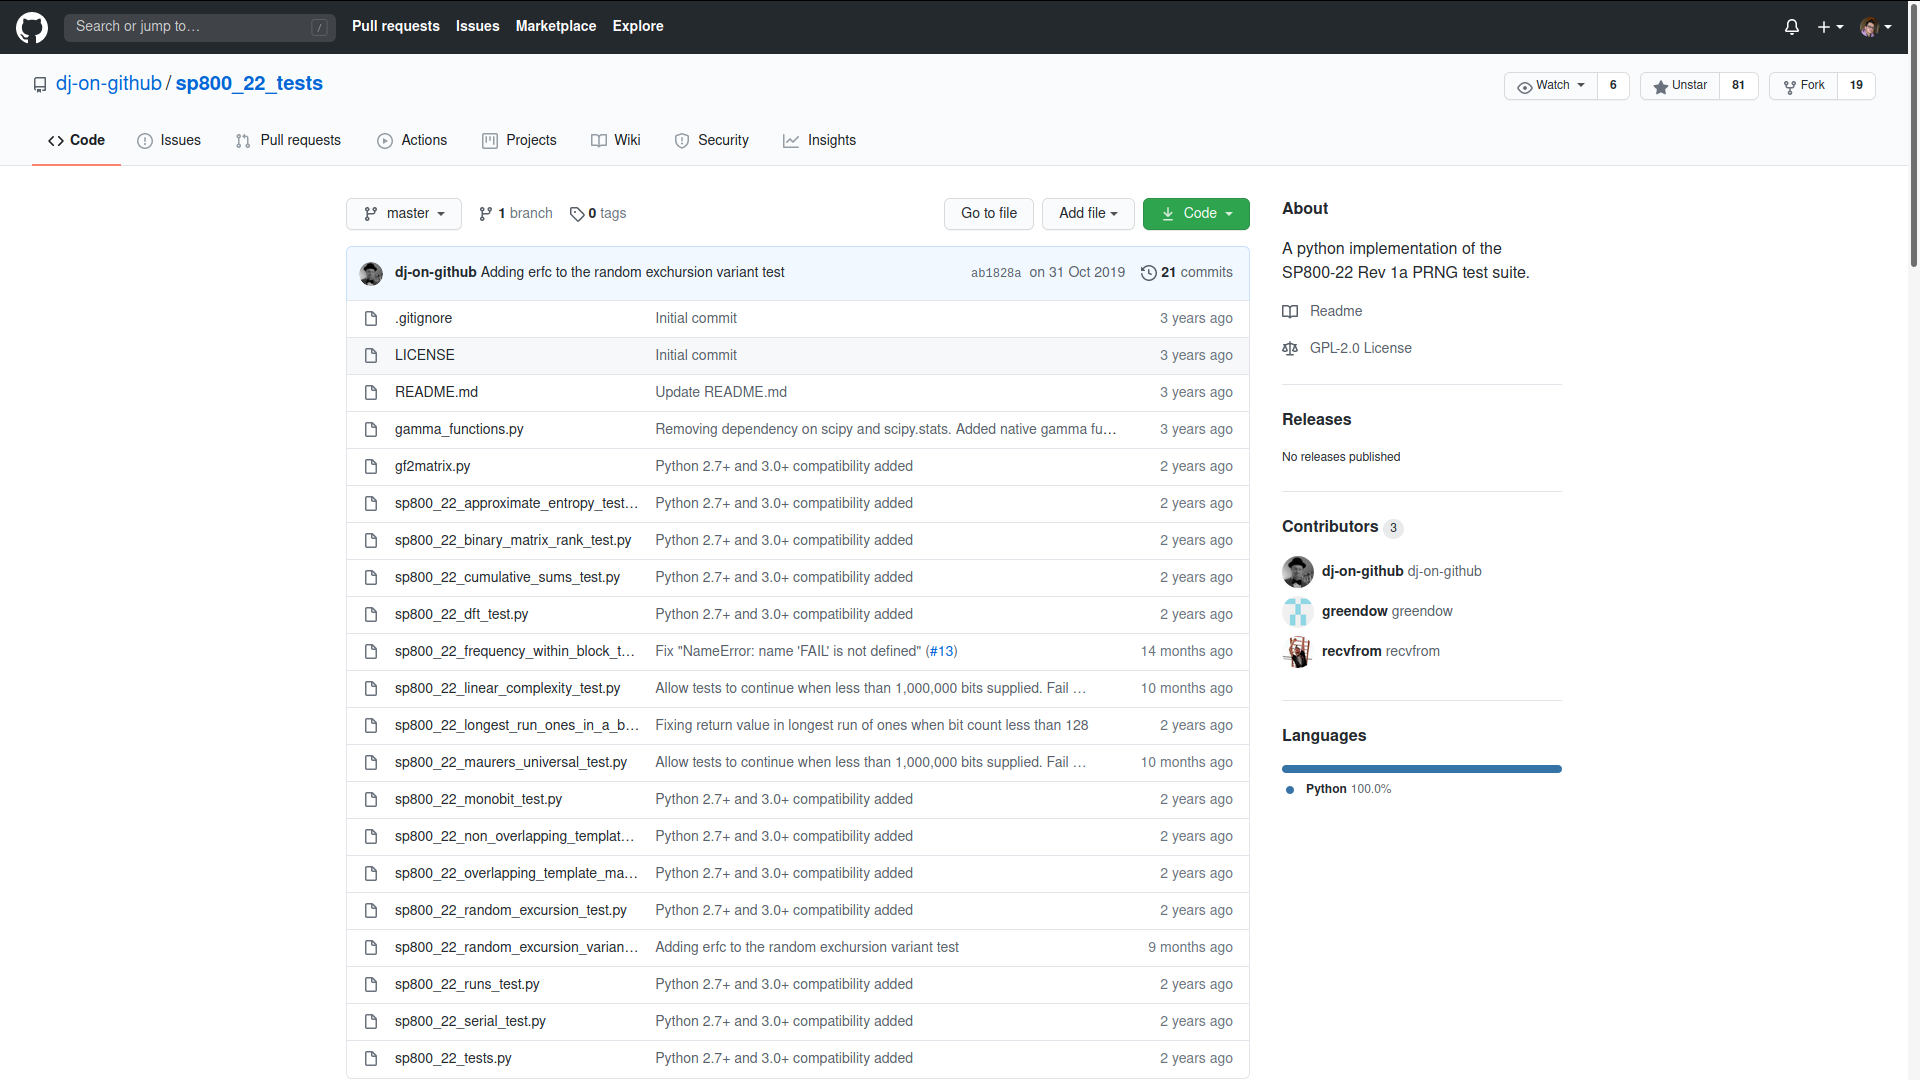 Search or jump to… /
Pull requests Issues Marketplace Explore
dj-on-github / sp800_22_tests
Watch 6 Unstar 81 Fork 19
Code Issues Pull requests Actions Projects Wiki Security Insights
master 1 branch 0 tags Go to file Add file Code
dj-on-github Adding erfc to the random exchursion variant test ab1828a on 31 Oct 2019 21 commits
.gitignore Initial commit 3 years ago
LICENSE Initial commit 3 years ago
README.md Update README.md 3 years ago
gamma_functions.py Removing dependency on scipy and scipy.stats. Added native gamma fu… 3 years ago
gf2matrix.py Python 2.7+ and 3.0+ compatibility added 2 years ago
sp800_22_approximate_entropy_test… Python 2.7+ and 3.0+ compatibility added 2 years ago
sp800_22_binary_matrix_rank_test.py Python 2.7+ and 3.0+ compatibility added 2 years ago
sp800_22_cumulative_sums_test.py Python 2.7+ and 3.0+ compatibility added 2 years ago
sp800_22_dft_test.py Python 2.7+ and 3.0+ compatibility added 2 years ago
sp800_22_frequency_within_block_t… Fix "NameError: name 'FAIL' is not defined" (#13) 14 months ago
sp800_22_linear_complexity_test.py Allow tests to continue when less than 1,000,000 bits supplied. Fail … 10 months ago
sp800_22_longest_run_ones_in_a_b… Fixing return value in longest run of ones when bit count less than 128 2 years ago
sp800_22_maurers_universal_test.py Allow tests to continue when less than 1,000,000 bits supplied. Fail … 10 months ago
sp800_22_monobit_test.py Python 2.7+ and 3.0+ compatibility added 2 years ago
sp800_22_non_overlapping_templat… Python 2.7+ and 3.0+ compatibility added 2 years ago
sp800_22_overlapping_template_ma… Python 2.7+ and 3.0+ compatibility added 2 years ago
sp800_22_random_excursion_test.py Python 2.7+ and 3.0+ compatibility added 2 years ago
sp800_22_random_excursion_varian… Adding erfc to the random exchursion variant test 9 months ago
sp800_22_runs_test.py Python 2.7+ and 3.0+ compatibility added 2 years ago
sp800_22_serial_test.py Python 2.7+ and 3.0+ compatibility added 2 years ago
sp800_22_tests.py Python 2.7+ and 3.0+ compatibility added 2 years ago
About
A python implementation of the
SP800-22 Rev 1a PRNG test suite.
Readme
GPL-2.0 License
Releases
No releases published
Contributors 3
dj-on-github dj-on-github
greendow greendow
recvfrom recvfrom
Languages
Python 100.0%